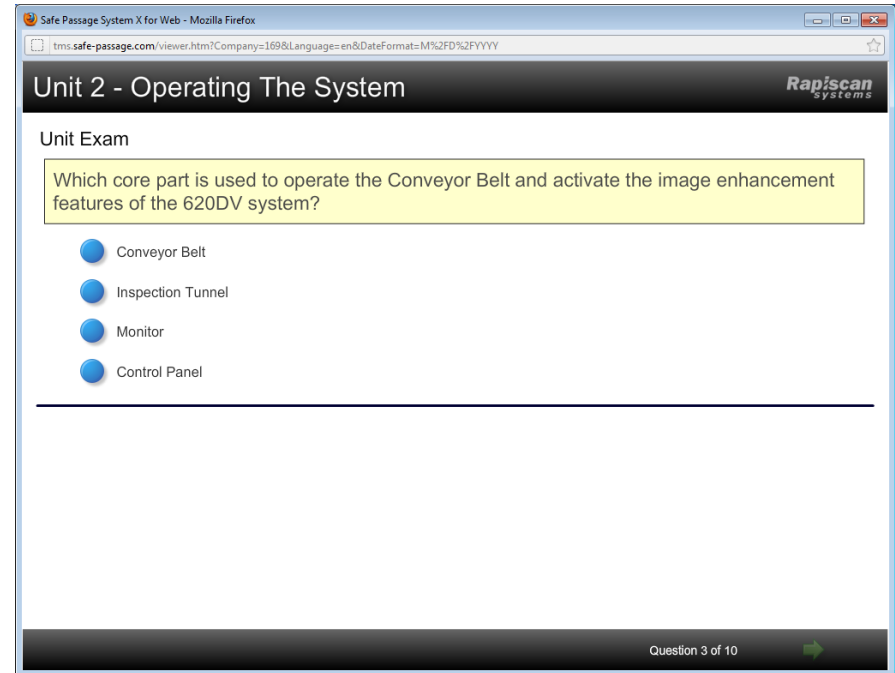 Safe Passage System X for Web - Mozilla Firefox
tms.safe-passage.com/viewer.htm?Company=169&Language=en&DateFormat=M%2FD%2FYYYY
Unit 2 - Operating The System
Rapiscan
systems
Unit Exam
Which core part is used to operate the Conveyor Belt and activate the image enhancement
features of the 620DV system?
Conveyor Belt
Inspection Tunnel
Monitor
Control Panel
Question 3 of 10